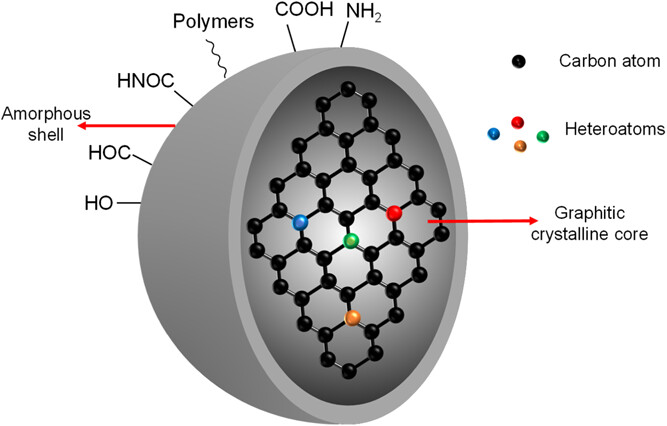 COOH
NH₂
Polymers
HNOC
Amorphous
shell
HOC
HO
Carbon atom
Heteroatoms
Graphitic
crystalline core